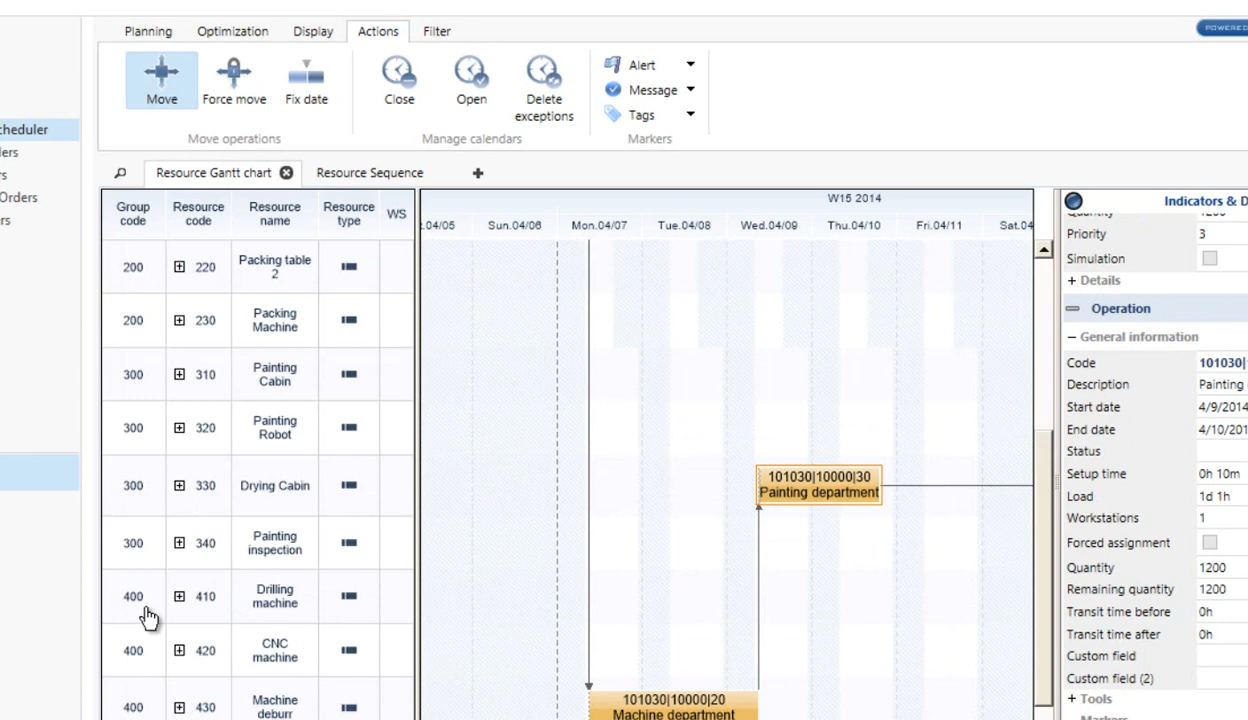 Planning Optimization Display Actions Filter
POWERED
Move Force move Fix date Close Open Delete exceptions
Alert
Message
Tags
Move operations Manage calendars Markers
cheduler
ers
rs
Orders
rs
Resource Gantt chart Resource Sequence
Group code Resource code Resource name Resource type WS
W15 2014
.04/05 Sun.04/06 Mon.04/07 Tue.04/08 Wed.04/09 Thu.04/10 Fri.04/11 Sat.04
200 220 Packing table 2
200 230 Packing Machine
300 310 Painting Cabin
300 320 Painting Robot
300 330 Drying Cabin
300 340 Painting inspection
400 410 Drilling machine
400 420 CNC machine
400 430 Machine deburr
101030|10000|30
Painting department
101030|10000|20
Machine department
Indicators & D
Quantity 1200
Priority 3
Simulation
+ Details
Operation
General information
Code 101030|
Description Painting
Start date 4/9/2014
End date 4/10/201
Status
Setup time 0h 10m
Load 1d 1h
Workstations 1
Forced assignment
Quantity 1200
Remaining quantity 1200
Transit time before 0h
Transit time after 0h
Custom field
Custom field (2)
+ Tools
Markers